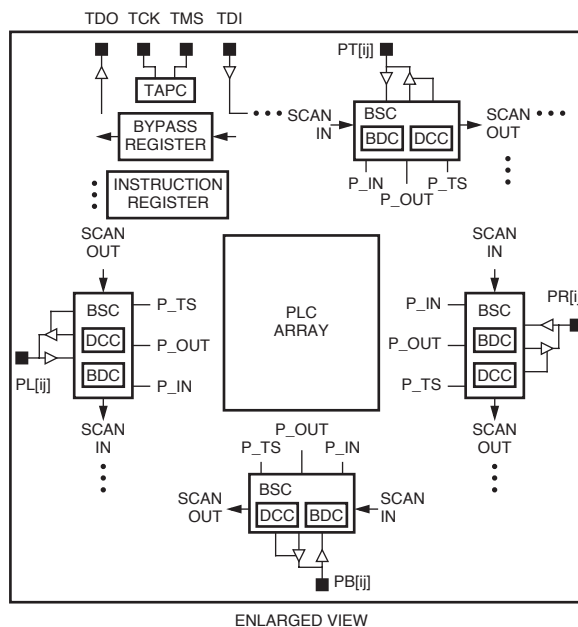 TDO TCK TMS TDI
PT[ij]
TAPC
BYPASS
REGISTER
SCAN
IN
BSC
BDC DCC
SCAN
OUT
P_IN
P_OUT
P_TS
INSTRUCTION
REGISTER
SCAN
OUT
BSC
DCC
BDC
P_TS
P_OUT
P_IN
PL[ij]
SCAN
IN
PLC
ARRAY
SCAN
IN
P_IN
P_OUT
P_TS
BSC
BDC
DCC
SCAN
OUT
P_OUT
P_TS P_IN
SCAN
OUT
BSC
DCC BDC
SCAN
IN
PB[ij]
ENLARGED VIEW